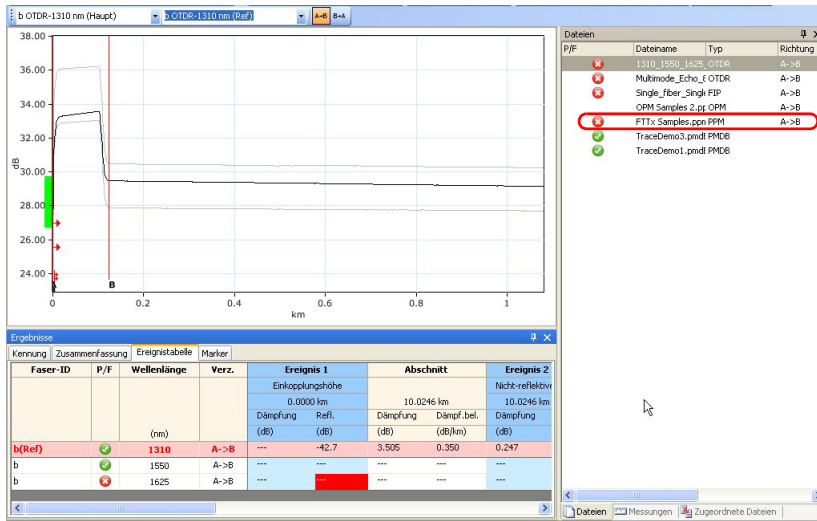 b OTDR-1310 nm (Haupt) b OTDR-1310 nm (Ref) A→B B→A
38.00
36.00
34.00
32.00
30.00
28.00
26.00
24.00
dB
B
0 0.2 0.4 0.6 0.8 1
km
Dateien
P/F Dateiname Typ Richtung
1310_1550_1625_ OTDR A->B
Multimode_Echo_ OTDR A->B
Single_fiber_Single FIP A->B
OPM Samples 2.pp OPM A->B
FTTx Samples.ppm PPM A->B
TraceDemo3.pmdb PMDB
TraceDemo1.pmdb PMDB
Dateien Messungen Zugeordnete Dateien
Ergebnisse
Kennung Zusammenfassung Ereignistabelle Marker
Faser-ID P/F Wellenlänge Verz. Ereignis 1 Abschnitt Ereignis 2
Einkopplungshöhe Nicht-reflektive
0.0000 km 10.0246 km 10.0246 km
Dämpfung Refl. Dämpfung Dämpf.bel. Dämpfung
(nm) (dB) (dB) (dB) (dB/km) (dB)
b(Ref) 1310 A->B --- -42.7 3.505 0.350 0.247
b 1550 A->B --- --- --- --- ---
b 1625 A->B --- --- --- --- ---